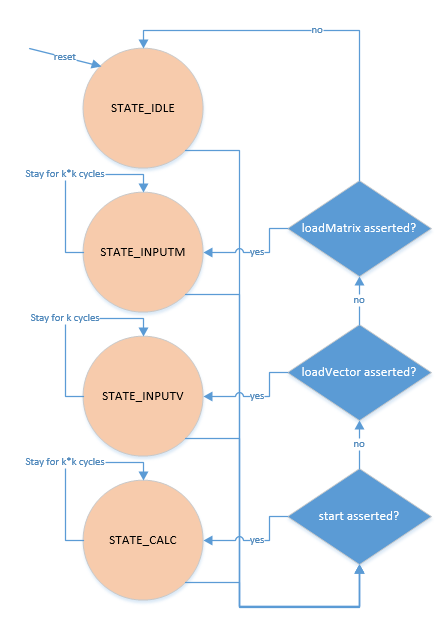 no
reset
STATE_IDLE
Stay for k*k cycles
loadMatrix asserted?
STATE_INPUTM
yes
no
Stay for k cycles
loadVector asserted?
STATE_INPUTV
yes
no
Stay for k*k cycles
start asserted?
STATE_CALC
yes